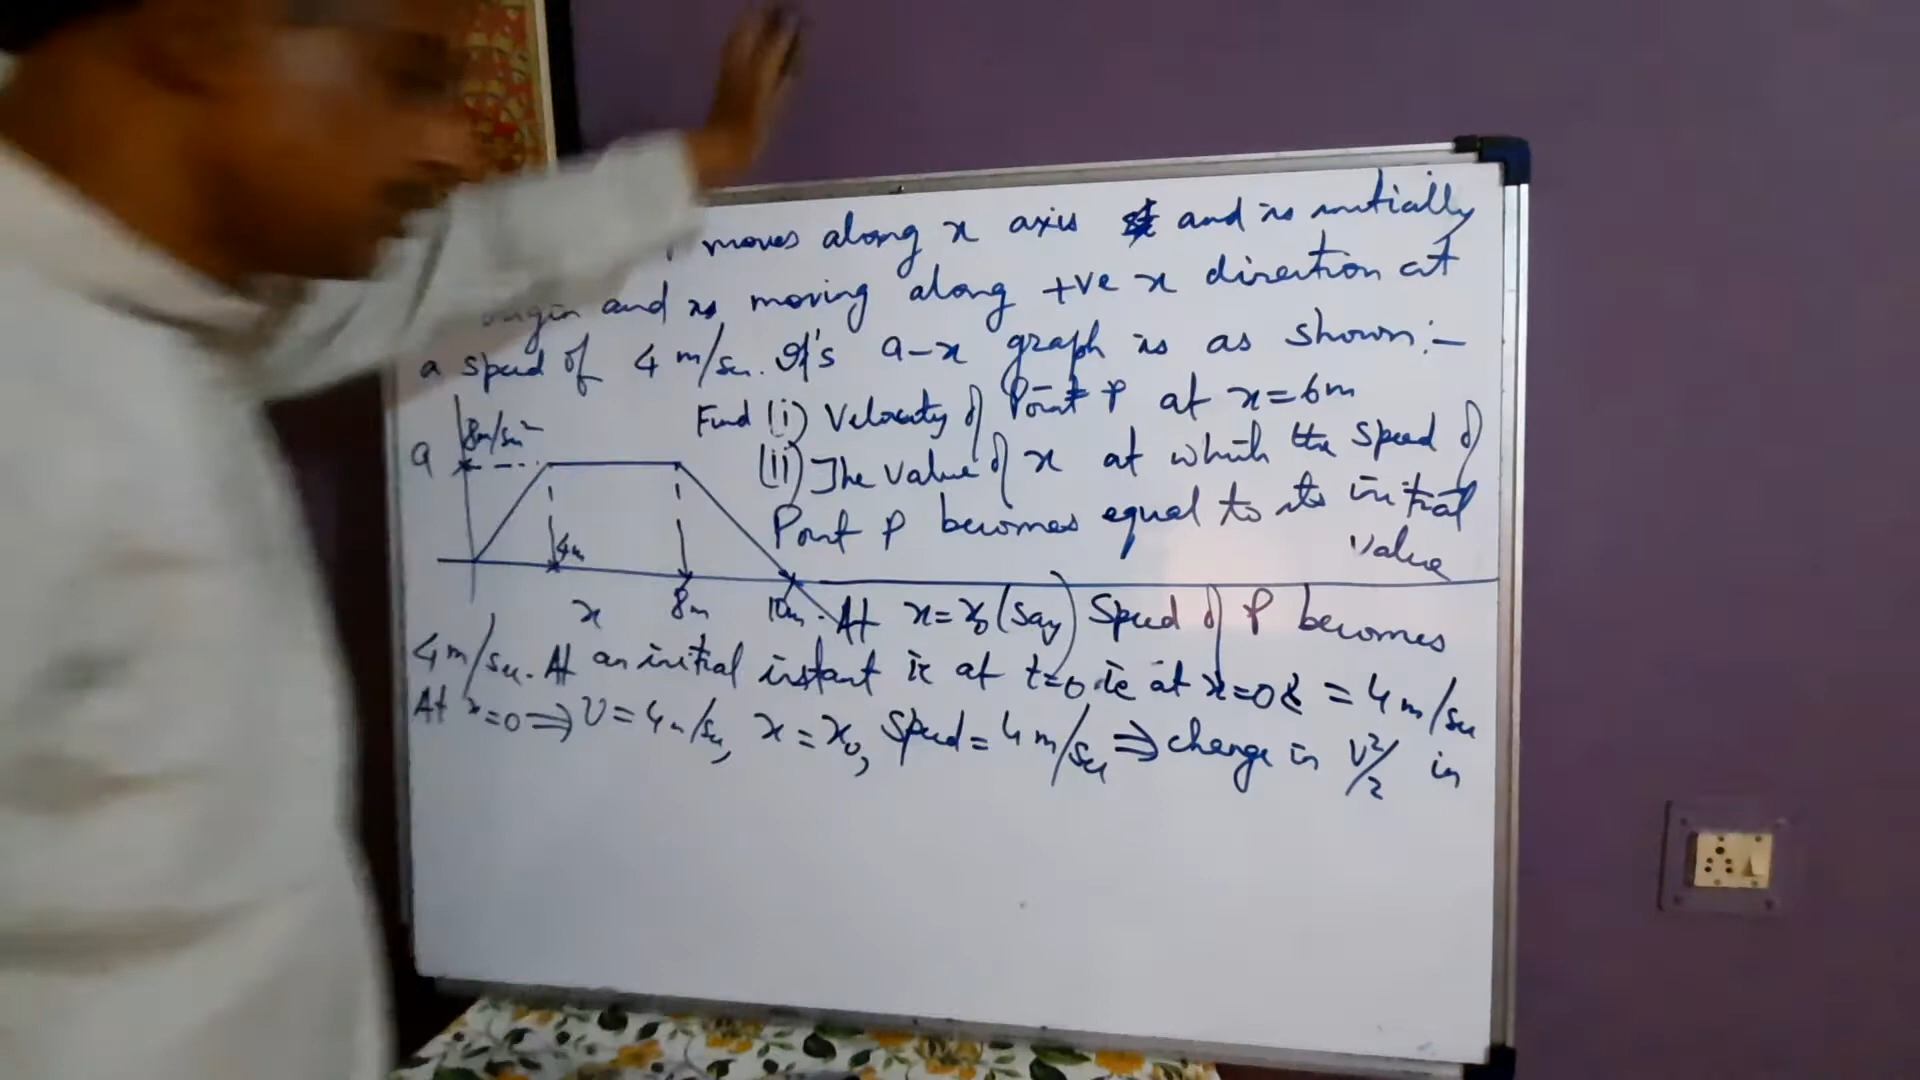 moves along x axis and is initially
origin and is moving along +ve x direction at
a speed of 4 m/sec. It's a-x graph is as shown:-
Find (i) Velocity of Point P at x=6m
(ii) The value of x at which the speed of
Point P becomes equal to its initial
value
a
8m/sec²
4m
x
8m
10m
At x=x₀ (say) Speed of P becomes
4 m/sec. At an initial instant ie at t=0 ie at x=0 = 4 m/sec
At x=0 ⇒ v=4m/sec, x=x₀, Speed=4 m/sec ⇒ change in v²/2 in